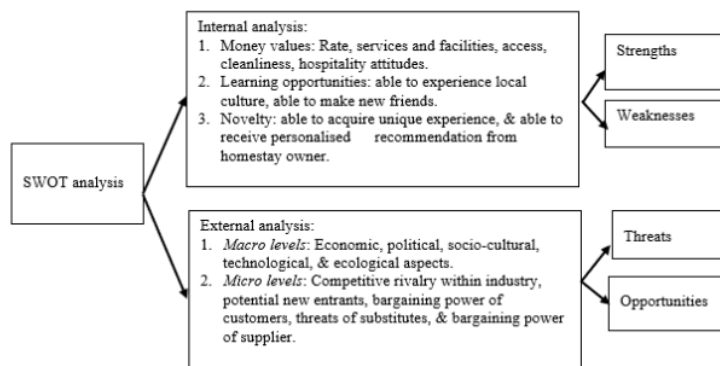 Internal analysis:
1. Money values: Rate, services and facilities, access,
cleanliness, hospitality attitudes.
2. Learning opportunities: able to experience local
culture, able to make new friends.
3. Novelty: able to acquire unique experience, & able to
receive personalised recommendation from
homestay owner.
Strengths
Weaknesses
SWOT analysis
External analysis:
1. Macro levels: Economic, political, socio-cultural,
technological, & ecological aspects.
2. Micro levels: Competitive rivalry within industry,
potential new entrants, bargaining power of
customers, threats of substitutes, & bargaining power
of supplier.
Threats
Opportunities